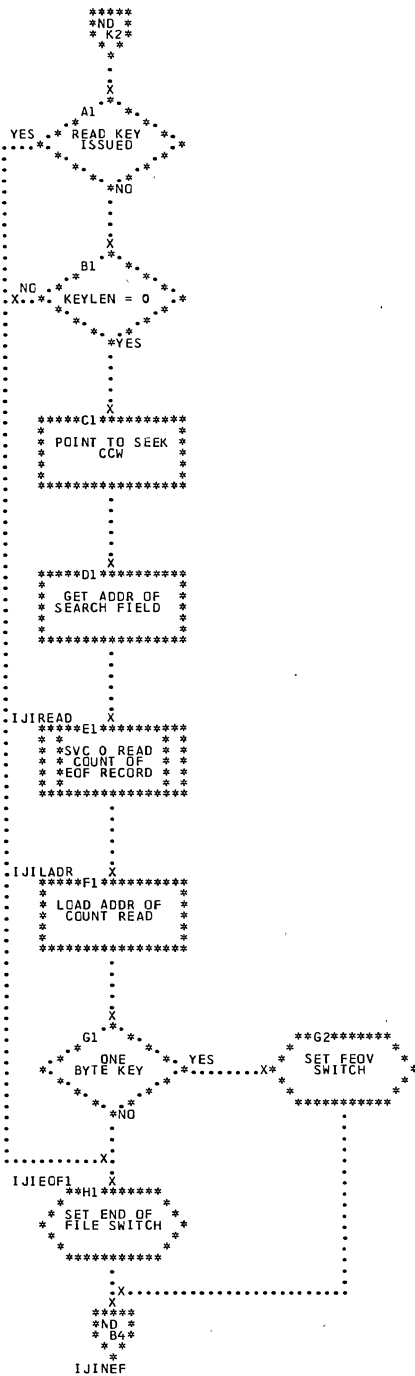 ND
K2
A1
YES
READ KEY
ISSUED
NO
B1
NO
KEYLEN = 0
YES
C1
POINT TO SEEK
CCW
D1
GET ADDR OF
SEARCH FIELD
IJIREAD
E1
SVC 0 READ
COUNT OF
EOF RECORD
IJILADR
F1
LOAD ADDR OF
COUNT READ
G1
ONE
BYTE KEY
YES
G2
SET FEOV
SWITCH
NO
IJIEOF1
H1
SET END OF
FILE SWITCH
ND
B4
IJINEF